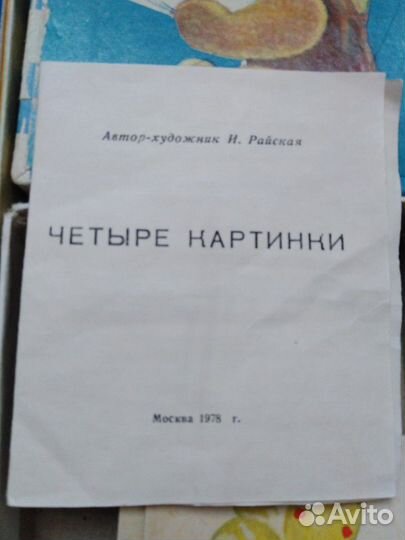 Автор-художник И. Райская
ЧЕТЫРЕ КАРТИНКИ
Москва 1978 г.
Avito